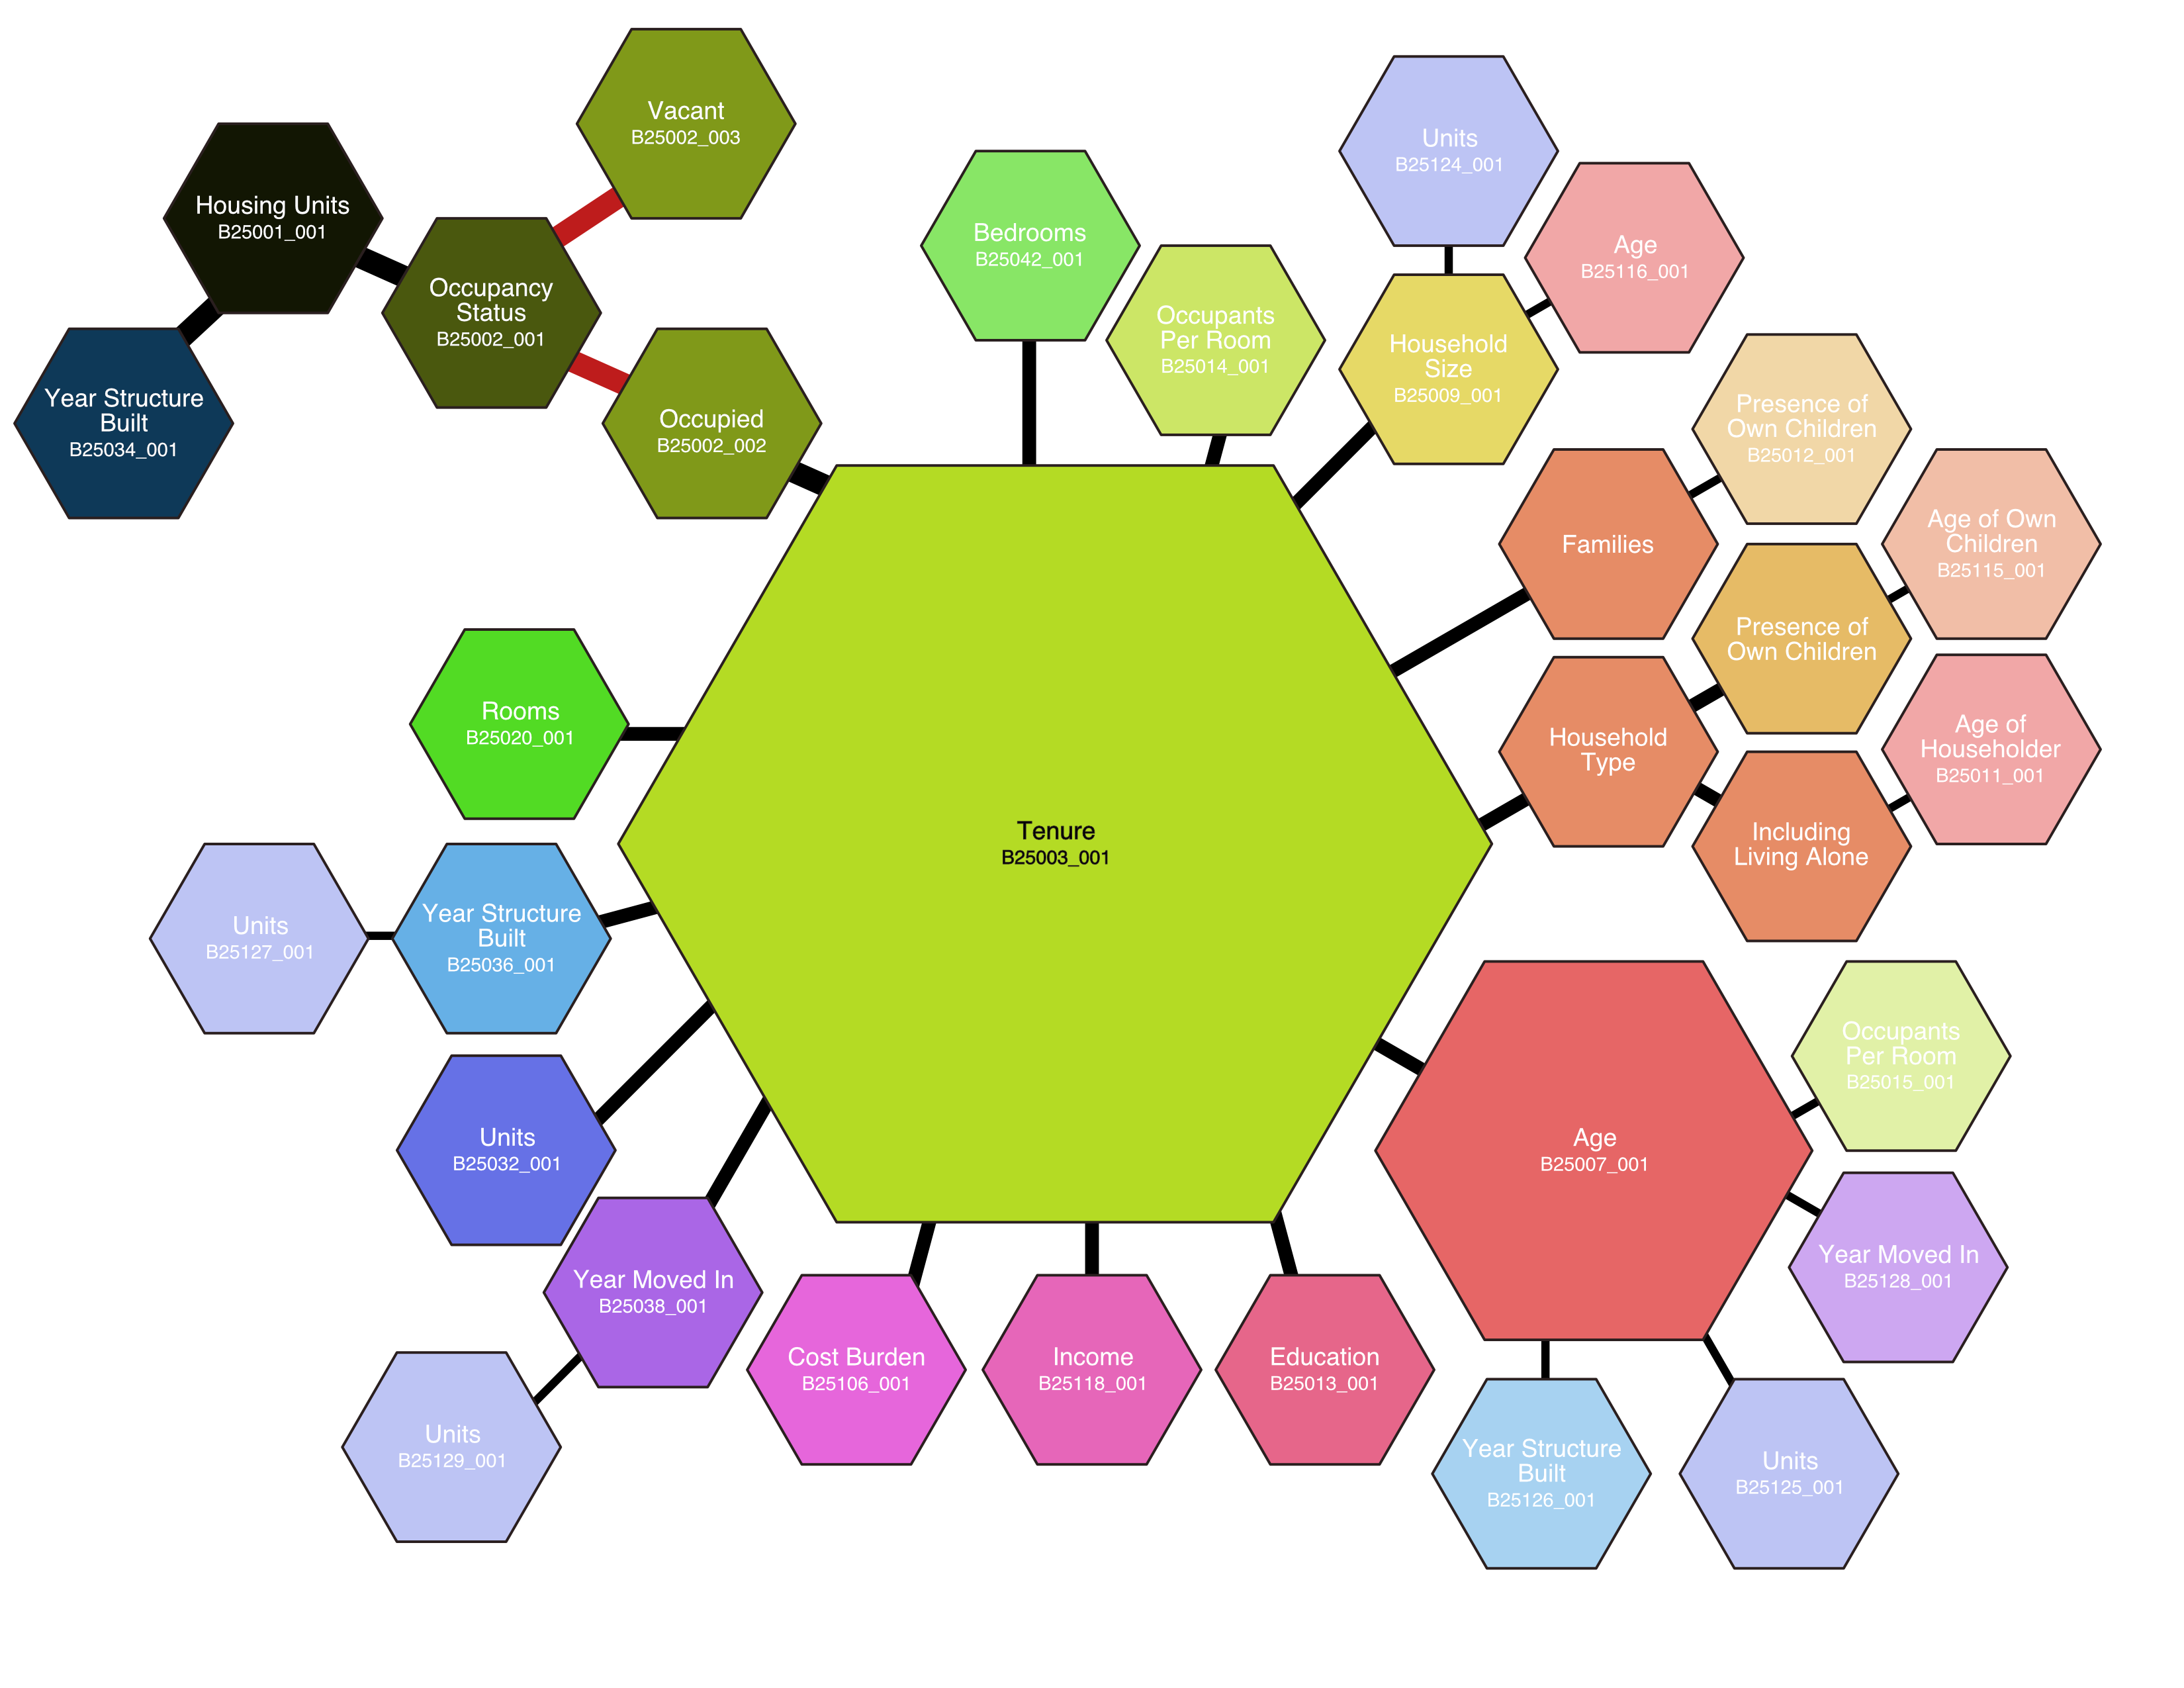 Vacant
B25002_003
Housing Units
B25001_001
Occupancy
Status
B25002_001
Year Structure
Built
B25034_001
Occupied
B25002_002
Bedrooms
B25042_001
Occupants
Per Room
B25014_001
Units
B25124_001
Age
B25116_001
Household
Size
B25009_001
Presence of
Own Children
B25012_001
Families
Age of Own
Children
B25115_001
Presence of
Own Children
Household
Type
Age of
Householder
B25011_001
Including
Living Alone
Rooms
B25020_001
Tenure
B25003_001
Units
B25127_001
Year Structure
Built
B25036_001
Units
B25032_001
Year Moved In
B25038_001
Units
B25129_001
Cost Burden
B25106_001
Income
B25118_001
Education
B25013_001
Age
B25007_001
Occupants
Per Room
B25015_001
Year Moved In
B25128_001
Year Structure
Built
B25126_001
Units
B25125_001